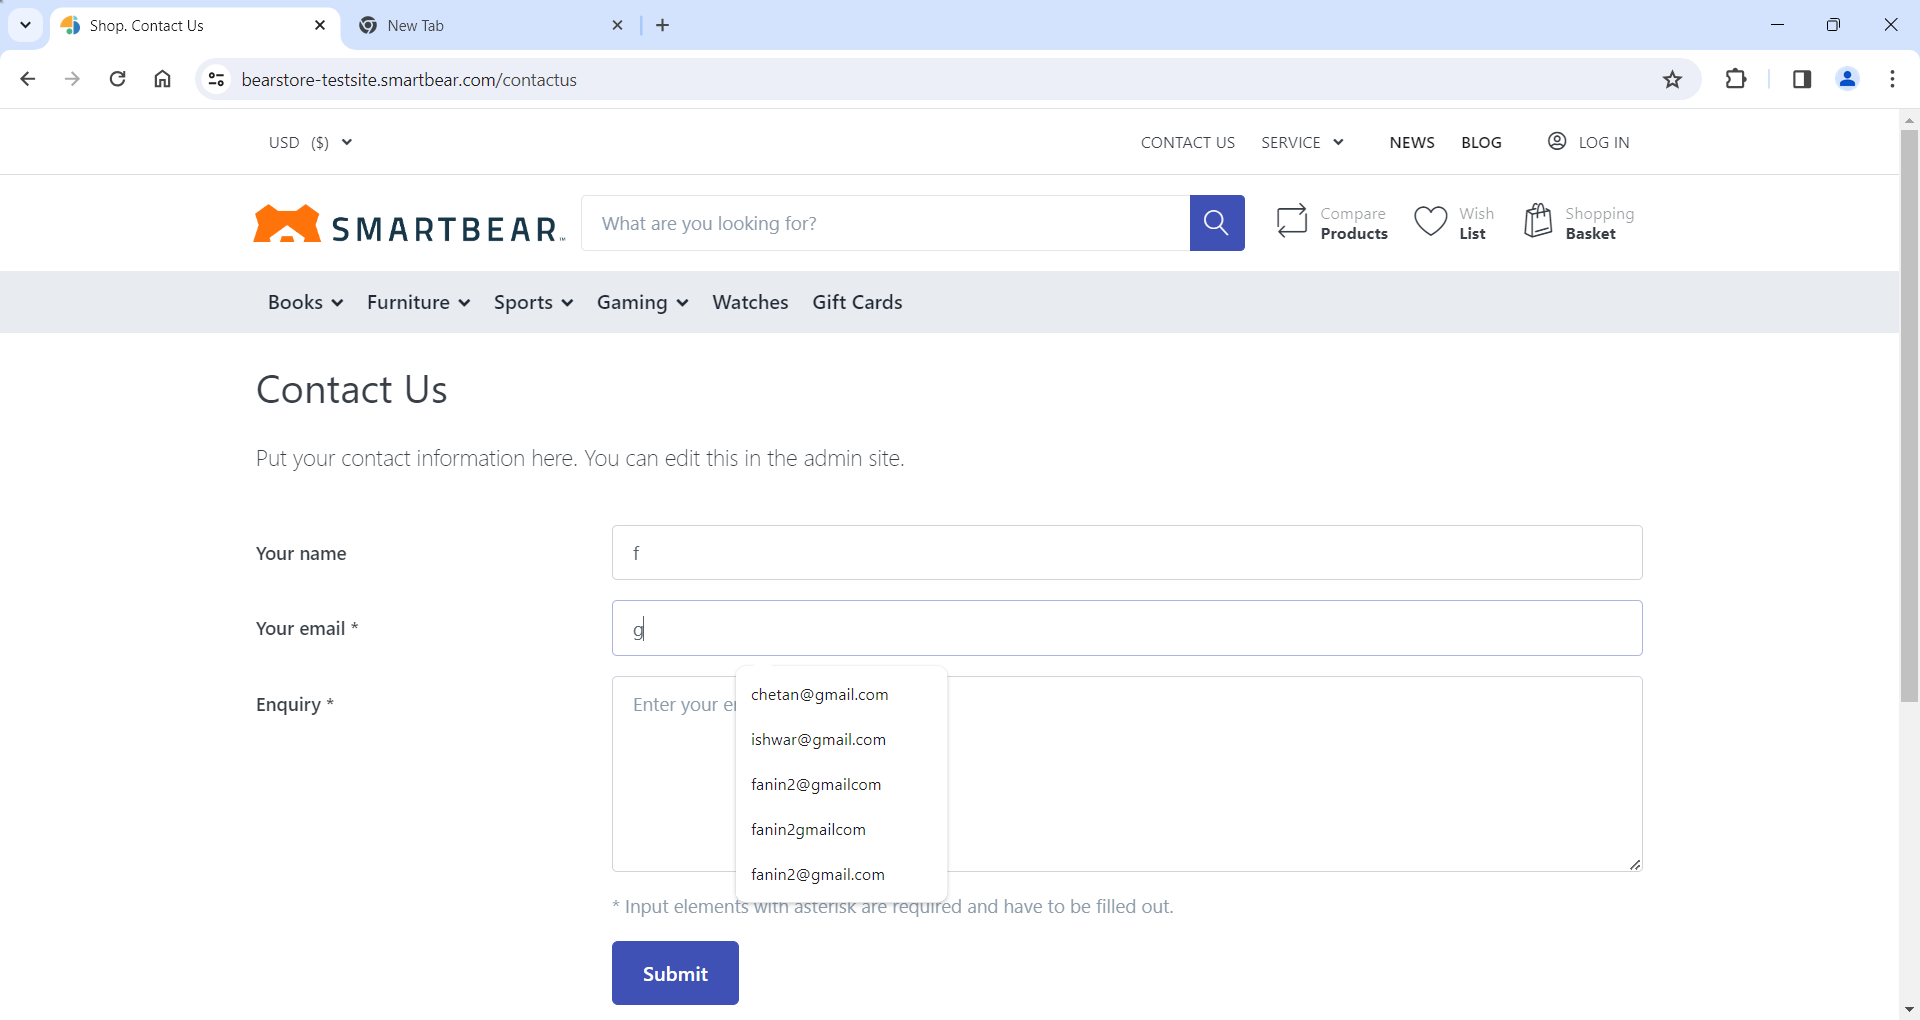 Shop. Contact Us
New Tab
bearstore-testsite.smartbear.com/contactus
USD ($)
CONTACT US
SERVICE
NEWS
BLOG
LOG IN
SMARTBEAR™
What are you looking for?
Compare
Products
Wish
List
Shopping
Basket
Books
Furniture
Sports
Gaming
Watches
Gift Cards
Contact Us
Put your contact information here. You can edit this in the admin site.
Your name
f
Your email *
g
Enquiry *
Enter your
chetan@gmail.com
ishwar@gmail.com
fanin2@gmailcom
fanin2gmailcom
fanin2@gmail.com
* Input elements with asterisk are required and have to be filled out.
Submit